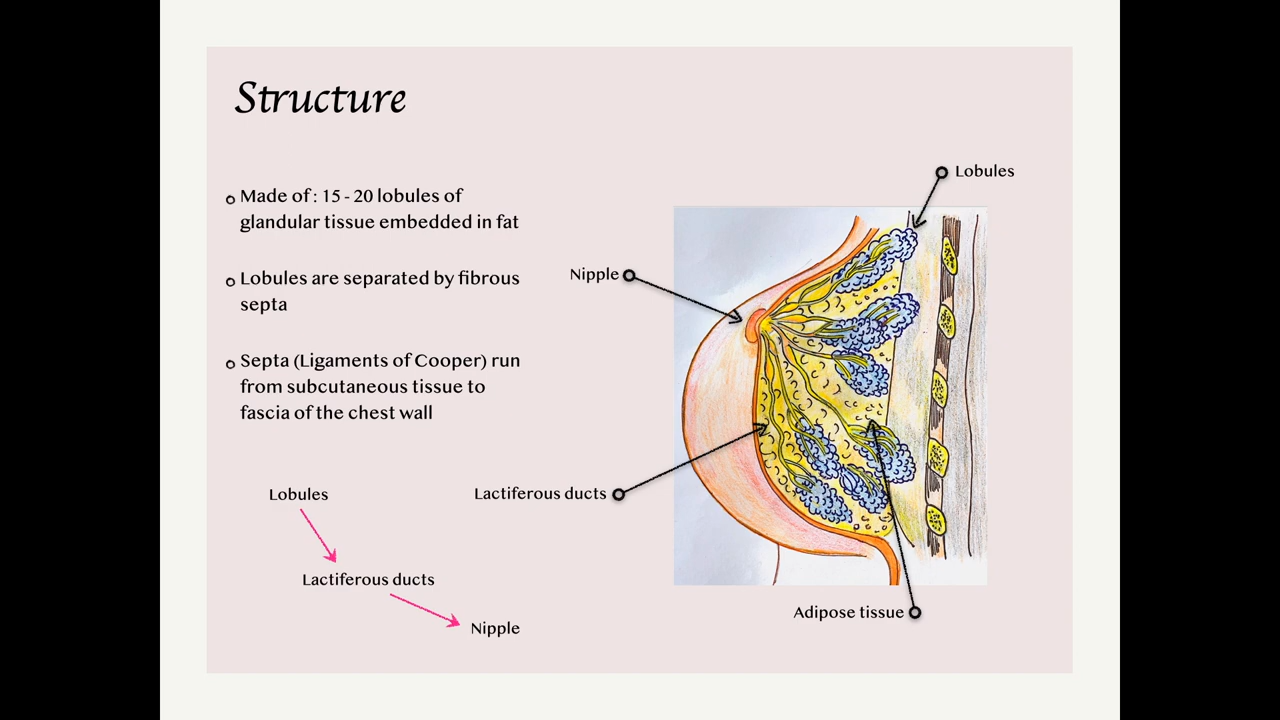 Structure
Made of : 15 - 20 lobules of
glandular tissue embedded in fat
Lobules are separated by fibrous
septa
Septa (Ligaments of Cooper) run
from subcutaneous tissue to
fascia of the chest wall
Lobules
Lactiferous ducts
Nipple
Lobules
Nipple
Lactiferous ducts
Adipose tissue